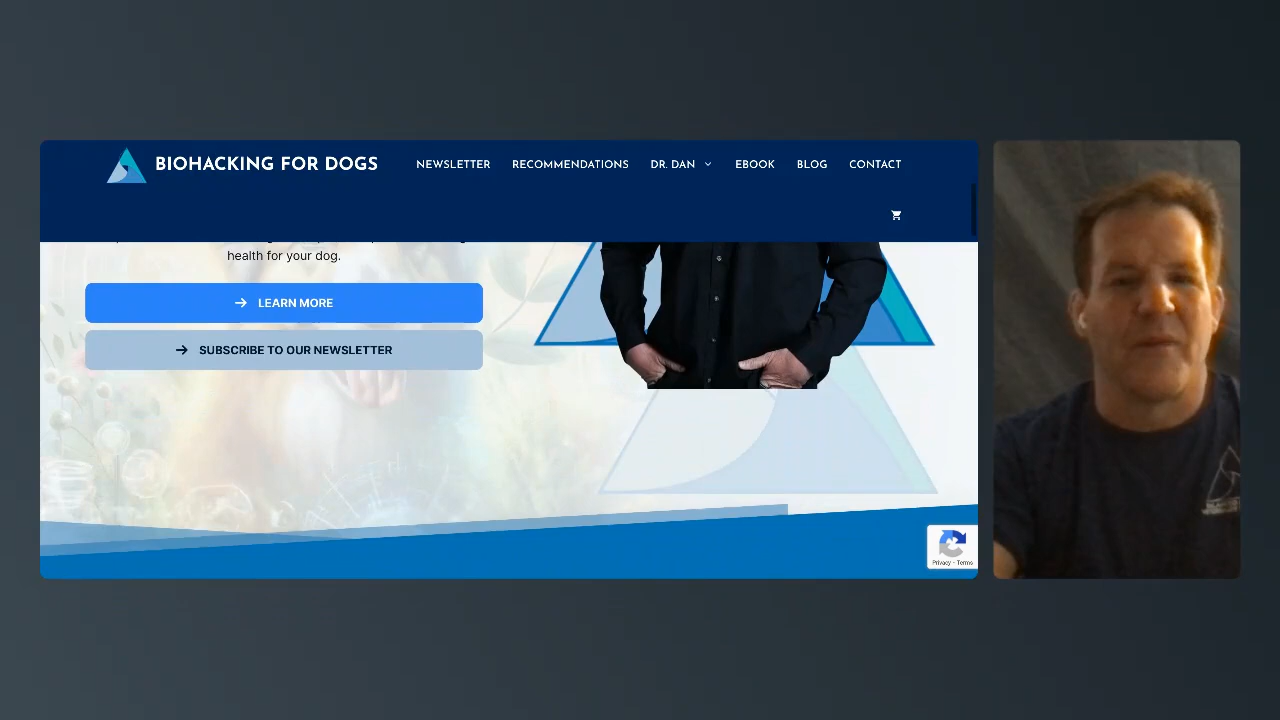 BIOHACKING FOR DOGS
NEWSLETTER
RECOMMENDATIONS
DR. DAN
EBOOK
BLOG
CONTACT
health for your dog.
LEARN MORE
SUBSCRIBE TO OUR NEWSLETTER
Privacy - Terms